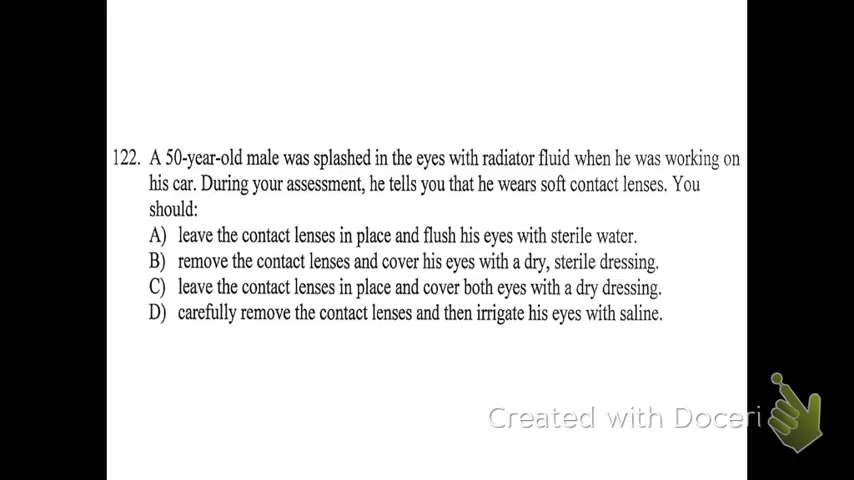 122. A 50-year-old male was splashed in the eyes with radiator fluid when he was working on
his car. During your assessment, he tells you that he wears soft contact lenses. You
should:
A) leave the contact lenses in place and flush his eyes with sterile water.
B) remove the contact lenses and cover his eyes with a dry, sterile dressing.
C) leave the contact lenses in place and cover both eyes with a dry dressing.
D) carefully remove the contact lenses and then irrigate his eyes with saline.
Created with Doceri